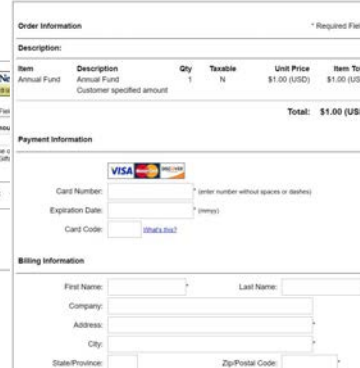 Order Information
* Required Fiel
Description:
Item Description Qty Taxable Unit Price Item To
Annual Fund Annual Fund 1 N $1.00 (USD) $1.00 (US
Customer specified amount
Total: $1.00 (US
Payment Information
VISA DISCOVER
Card Number: * (enter number without spaces or dashes)
Expiration Date: * (mmyy)
Card Code: What's this?
Billing Information
First Name: * Last Name:
Company:
Address: *
City: *
State/Province: Zip/Postal Code: *